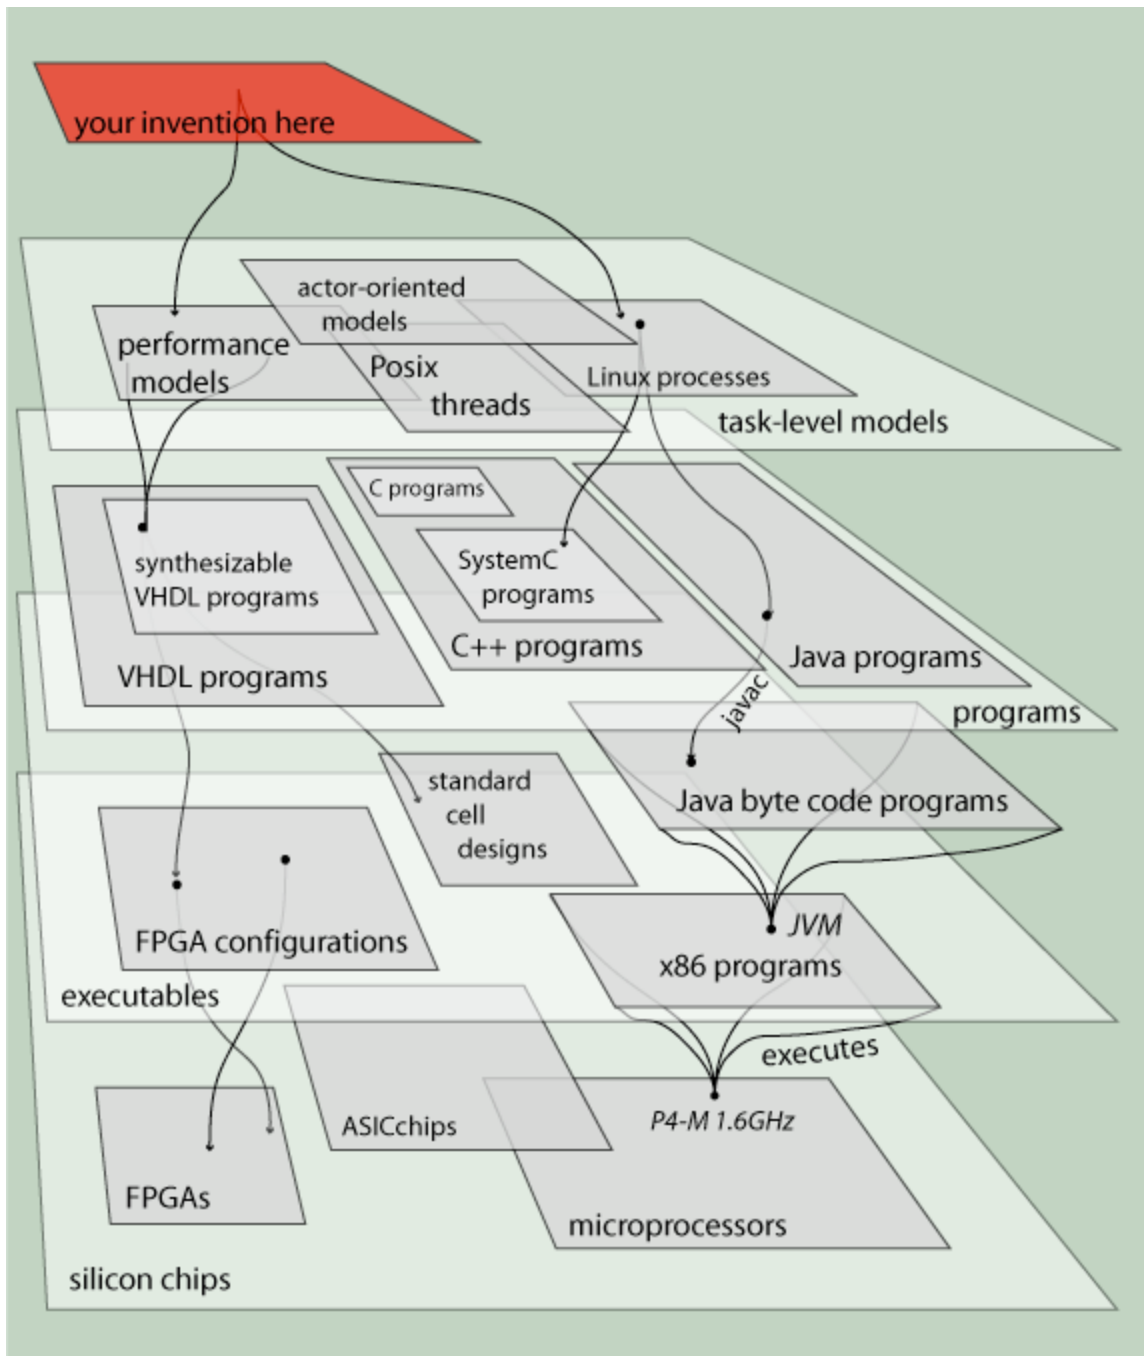 your invention here
actor-oriented
models
performance
models
Posix
threads
Linux processes
task-level models
C programs
synthesizable
VHDL programs
SystemC
programs
C++ programs
VHDL programs
Java programs
javac
programs
standard
cell
designs
Java byte code programs
JVM
FPGA configurations
x86 programs
executables
executes
ASICchips
P4-M 1.6GHz
FPGAs
microprocessors
silicon chips